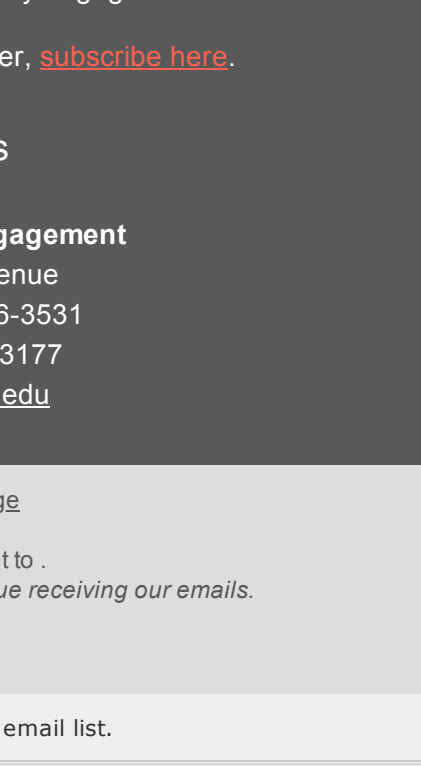 er, subscribe here.
s
gagement
enue
6-3531
3177
edu
ge
t to .
ue receiving our emails.
email list.